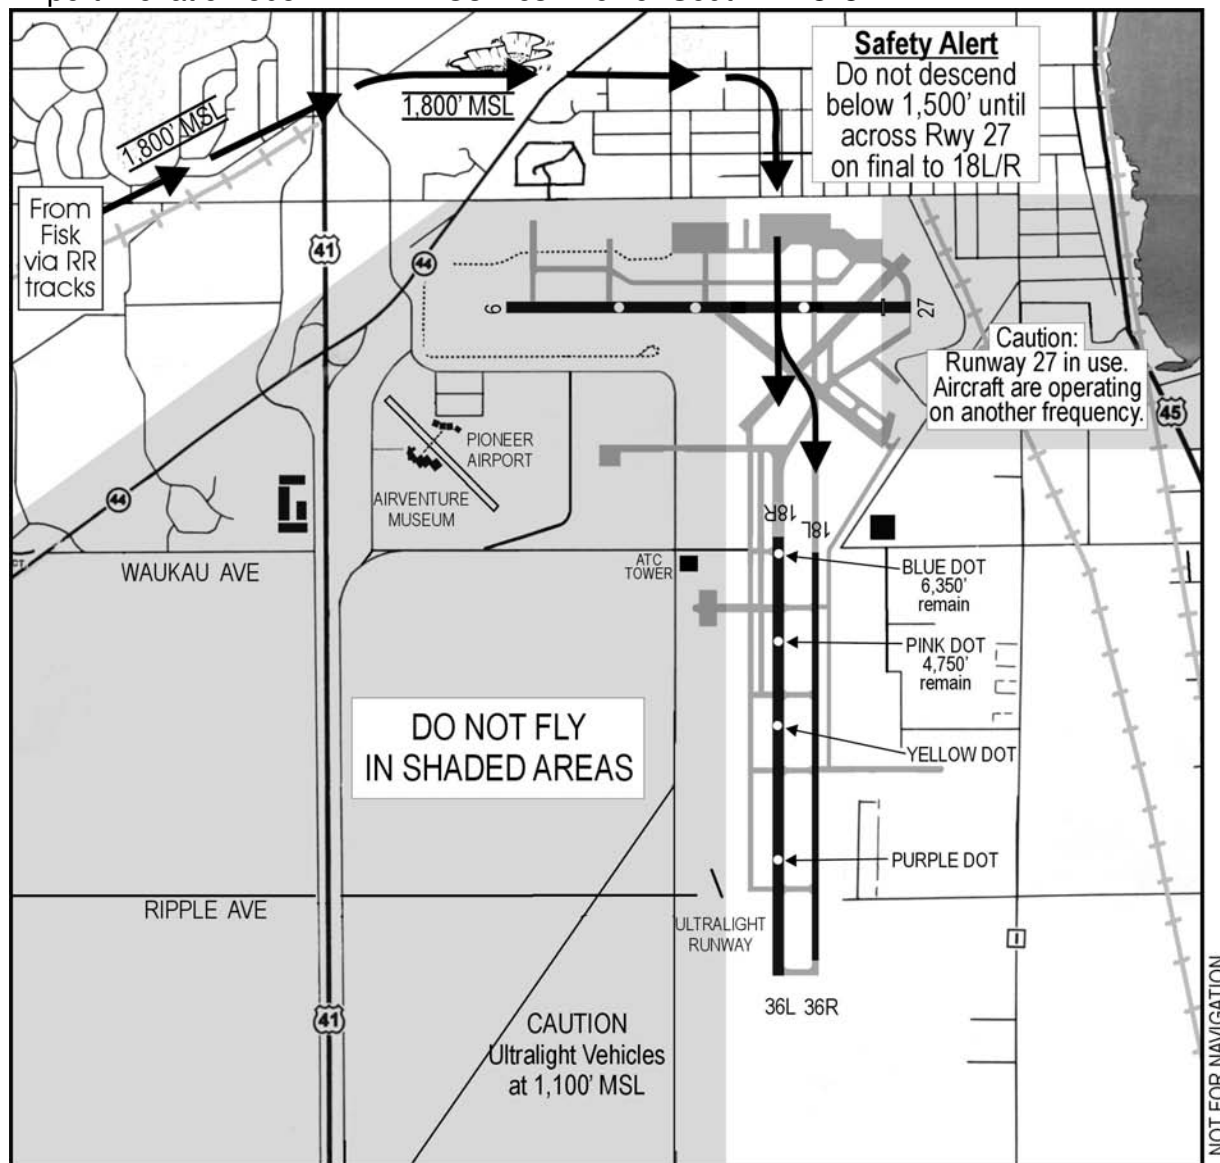 Safety Alert
Do not descend
below 1,500' until
across Rwy 27
on final to 18L/R
1,800' MSL
1,800' MSL
From
Fisk
via RR
tracks
41
44
9
27
Caution:
Runway 27 in use.
Aircraft are operating
on another frequency.
45
PIONEER
AIRPORT
AIRVENTURE
MUSEUM
44
18R
18L
CT.
WAUKAU AVE
ATC
TOWER
BLUE DOT
6,350'
remain
PINK DOT
4,750'
remain
DO NOT FLY
IN SHADED AREAS
YELLOW DOT
PURPLE DOT
RIPPLE AVE
ULTRALIGHT
RUNWAY
I
36L 36R
41
CAUTION
Ultralight Vehicles
at 1,100' MSL
NOT FOR NAVIGATION